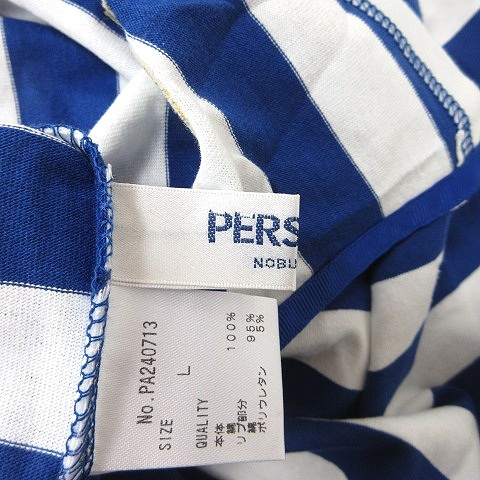 PERS
NOBU
No.PA240713
SIZE L
QUALITY
本体
綿 100%
リブ部分
綿 95%
ポリウレタン 5%